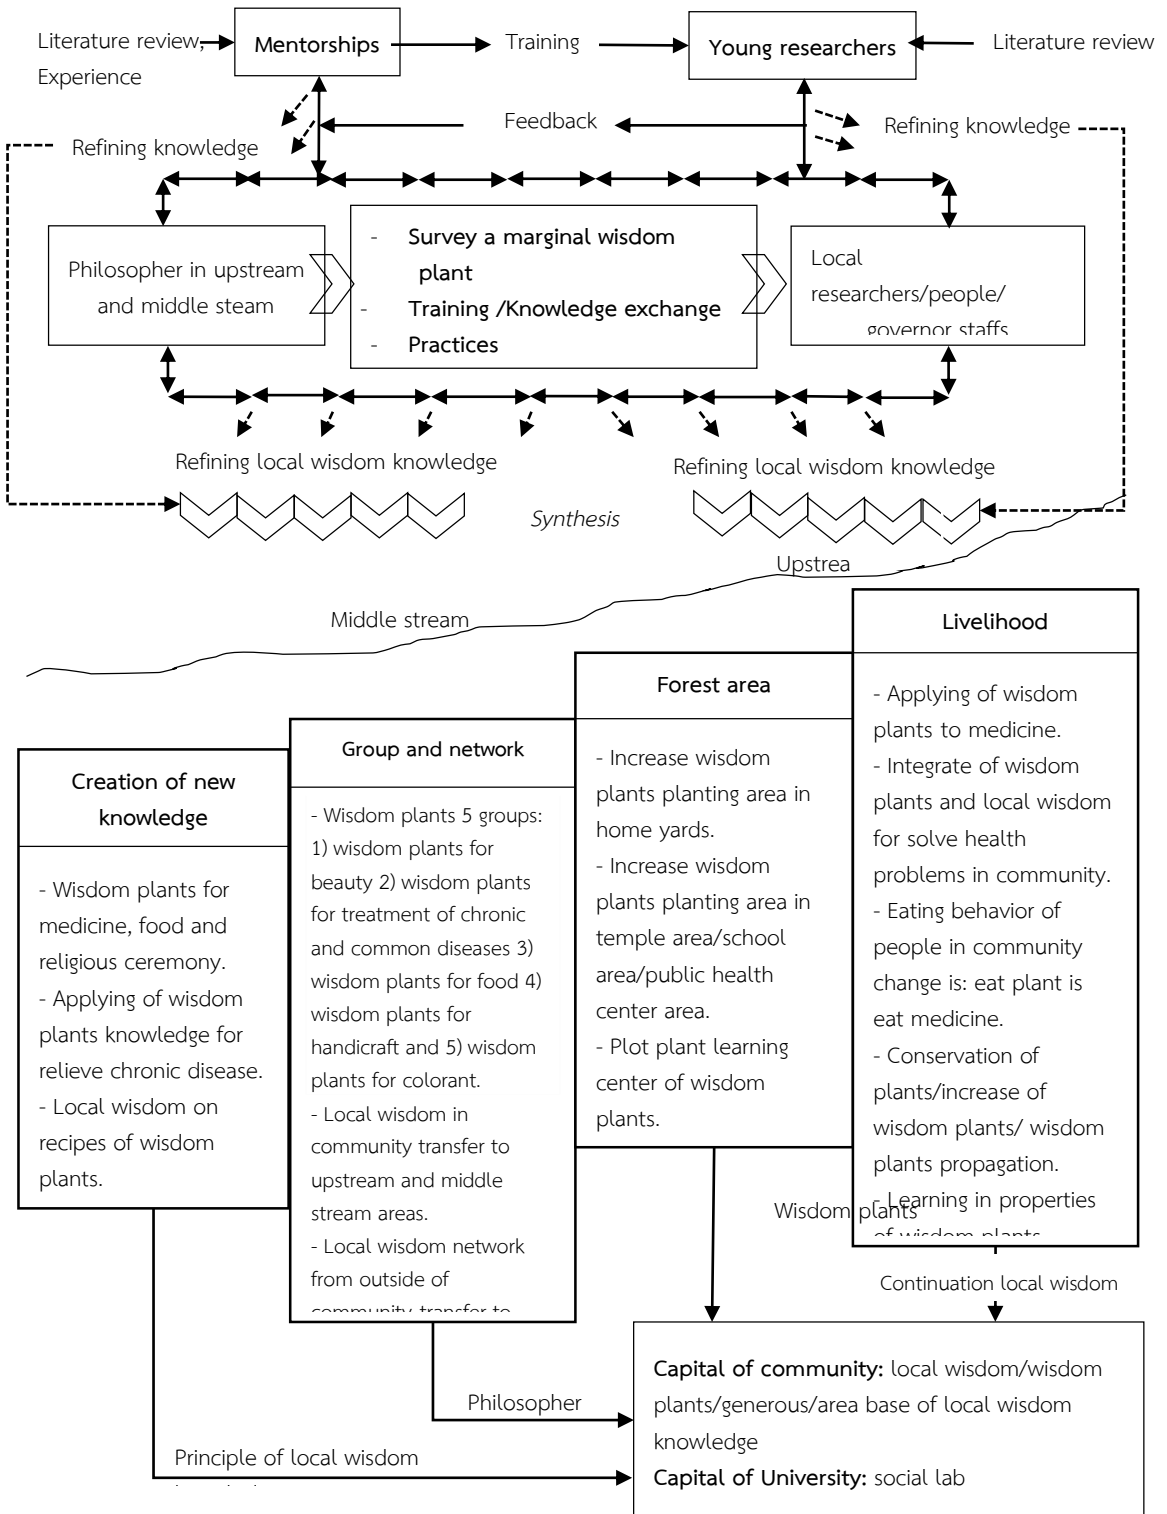 Literature review,
Experience
Mentorships
Training
Young researchers
Literature review
Feedback
Refining knowledge
Refining knowledge
Philosopher in upstream
and middle steam
- Survey a marginal wisdom
plant
- Training /Knowledge exchange
- Practices
Local
researchers/people/
governor staffs
Refining local wisdom knowledge
Refining local wisdom knowledge
Synthesis
Upstrea
Middle stream
Creation of new
knowledge
- Wisdom plants for
medicine, food and
religious ceremony.
- Applying of wisdom
plants knowledge for
relieve chronic disease.
- Local wisdom on
recipes of wisdom
plants.
Group and network
- Wisdom plants 5 groups:
1) wisdom plants for
beauty 2) wisdom plants
for treatment of chronic
and common diseases 3)
wisdom plants for food 4)
wisdom plants for
handicraft and 5) wisdom
plants for colorant.
- Local wisdom in
community transfer to
upstream and middle
stream areas.
- Local wisdom network
from outside of
community transfer to
Forest area
- Increase wisdom
plants planting area in
home yards.
- Increase wisdom
plants planting area in
temple area/school
area/public health
center area.
- Plot plant learning
center of wisdom
plants.
Livelihood
- Applying of wisdom
plants to medicine.
- Integrate of wisdom
plants and local wisdom
for solve health
problems in community.
- Eating behavior of
people in community
change is: eat plant is
eat medicine.
- Conservation of
plants/increase of
wisdom plants/ wisdom
plants propagation.
- Learning in properties
of wisdom plants
Wisdom plants
Continuation local wisdom
Philosopher
Principle of local wisdom
Capital of community: local wisdom/wisdom
plants/generous/area base of local wisdom
knowledge
Capital of University: social lab